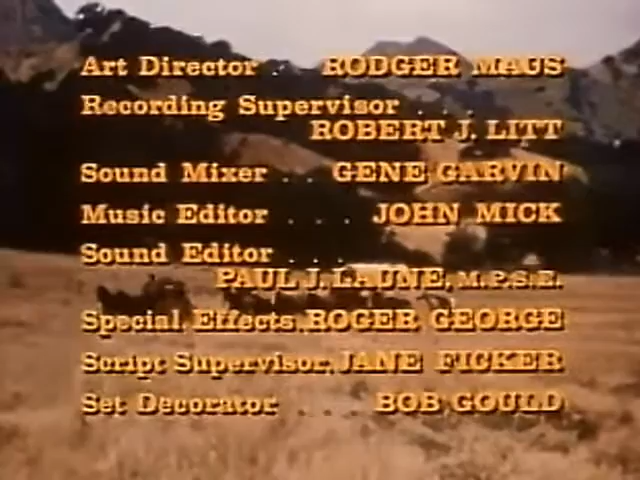 Art Director . RODGER MAUS
Recording Supervisor . .
ROBERT J. LITT
Sound Mixer . . GENE GARVIN
Music Editor . . . JOHN MICK
Sound Editor . . .
PAUL J. LAUNE, M.P.S.E.
Special Effects ROGER GEORGE
Script Supervisor JANE FICKER
Set Decorator . . . BOB GOULD